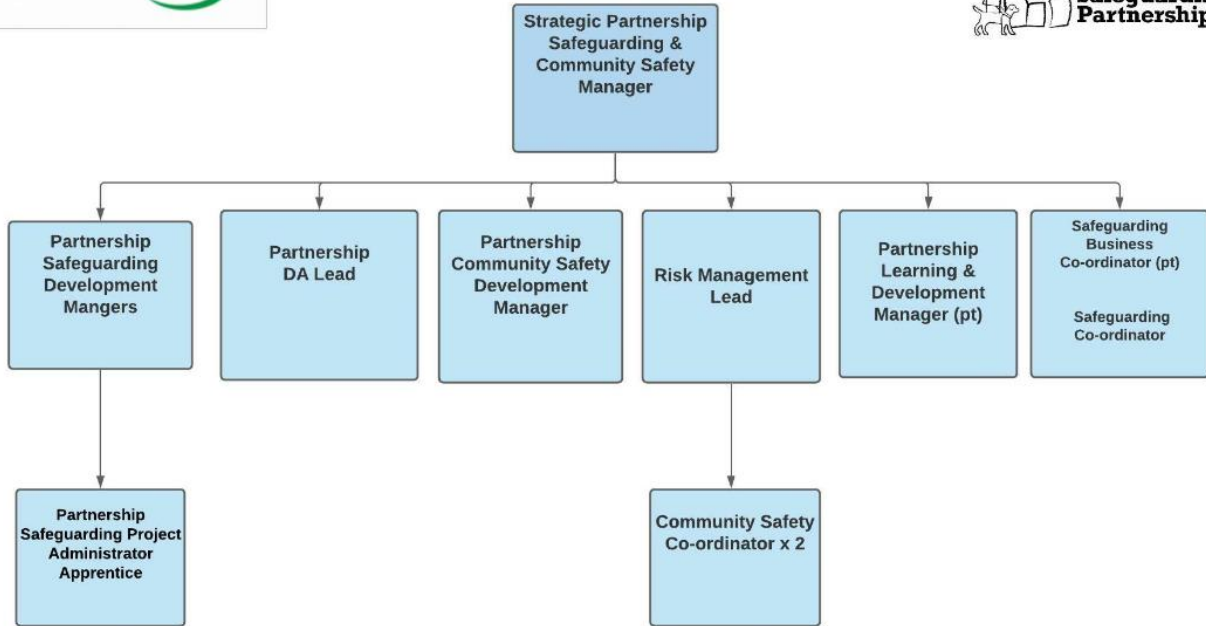 Partnership
Strategic Partnership
Safeguarding &
Community Safety
Manager
Partnership
Safeguarding
Development
Mangers
Partnership
DA Lead
Partnership
Community Safety
Development
Manager
Risk Management
Lead
Partnership
Learning &
Development
Manager (pt)
Safeguarding
Business
Co-ordinator (pt)
Safeguarding
Co-ordinator
Partnership
Safeguarding Project
Administrator
Apprentice
Community Safety
Co-ordinator x 2